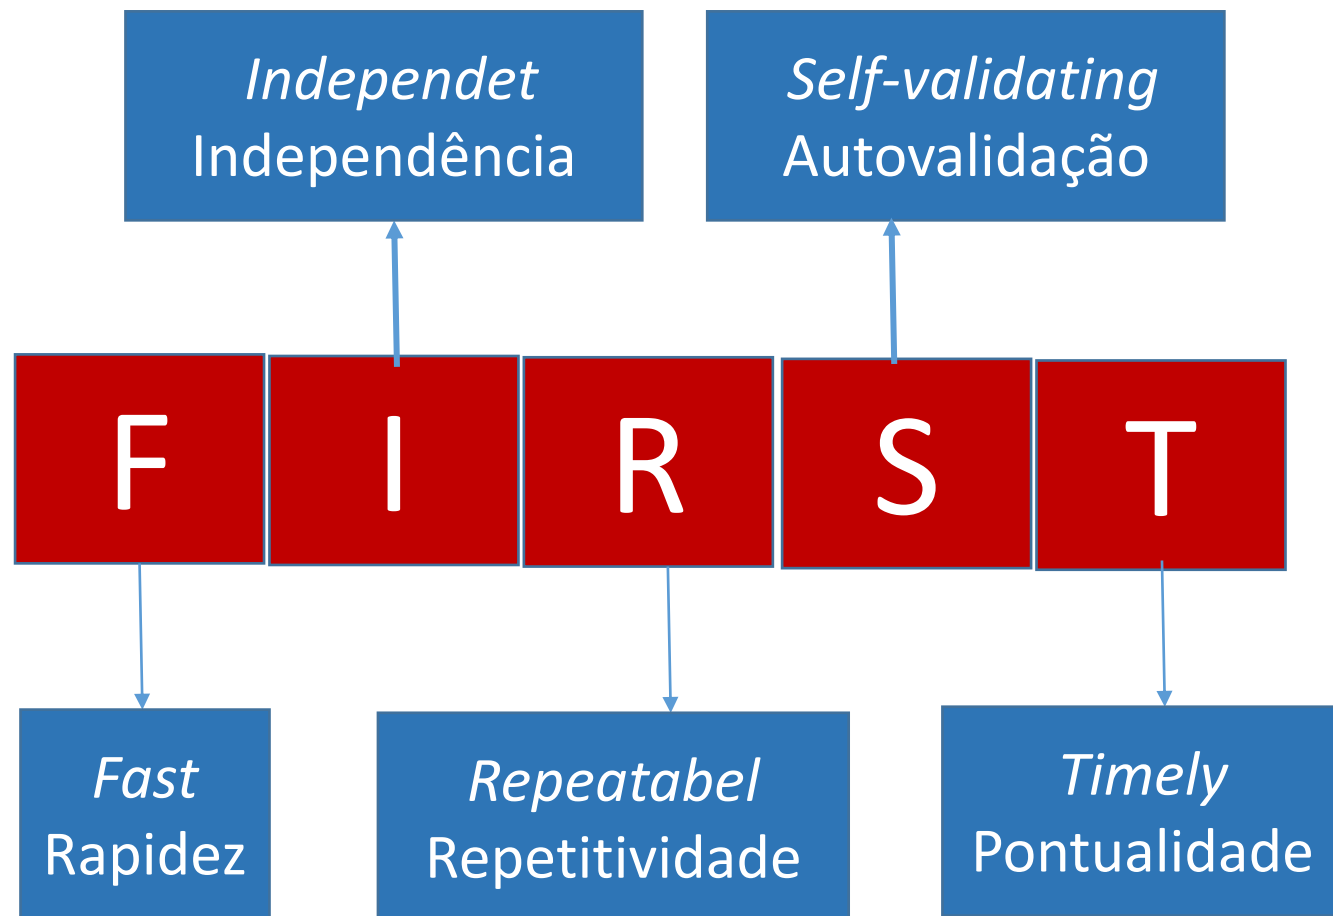 Independet
Independência
Self-validating
Autovalidação
F I R S T
Fast
Rapidez
Repeatabel
Repetitividade
Timely
Pontualidade